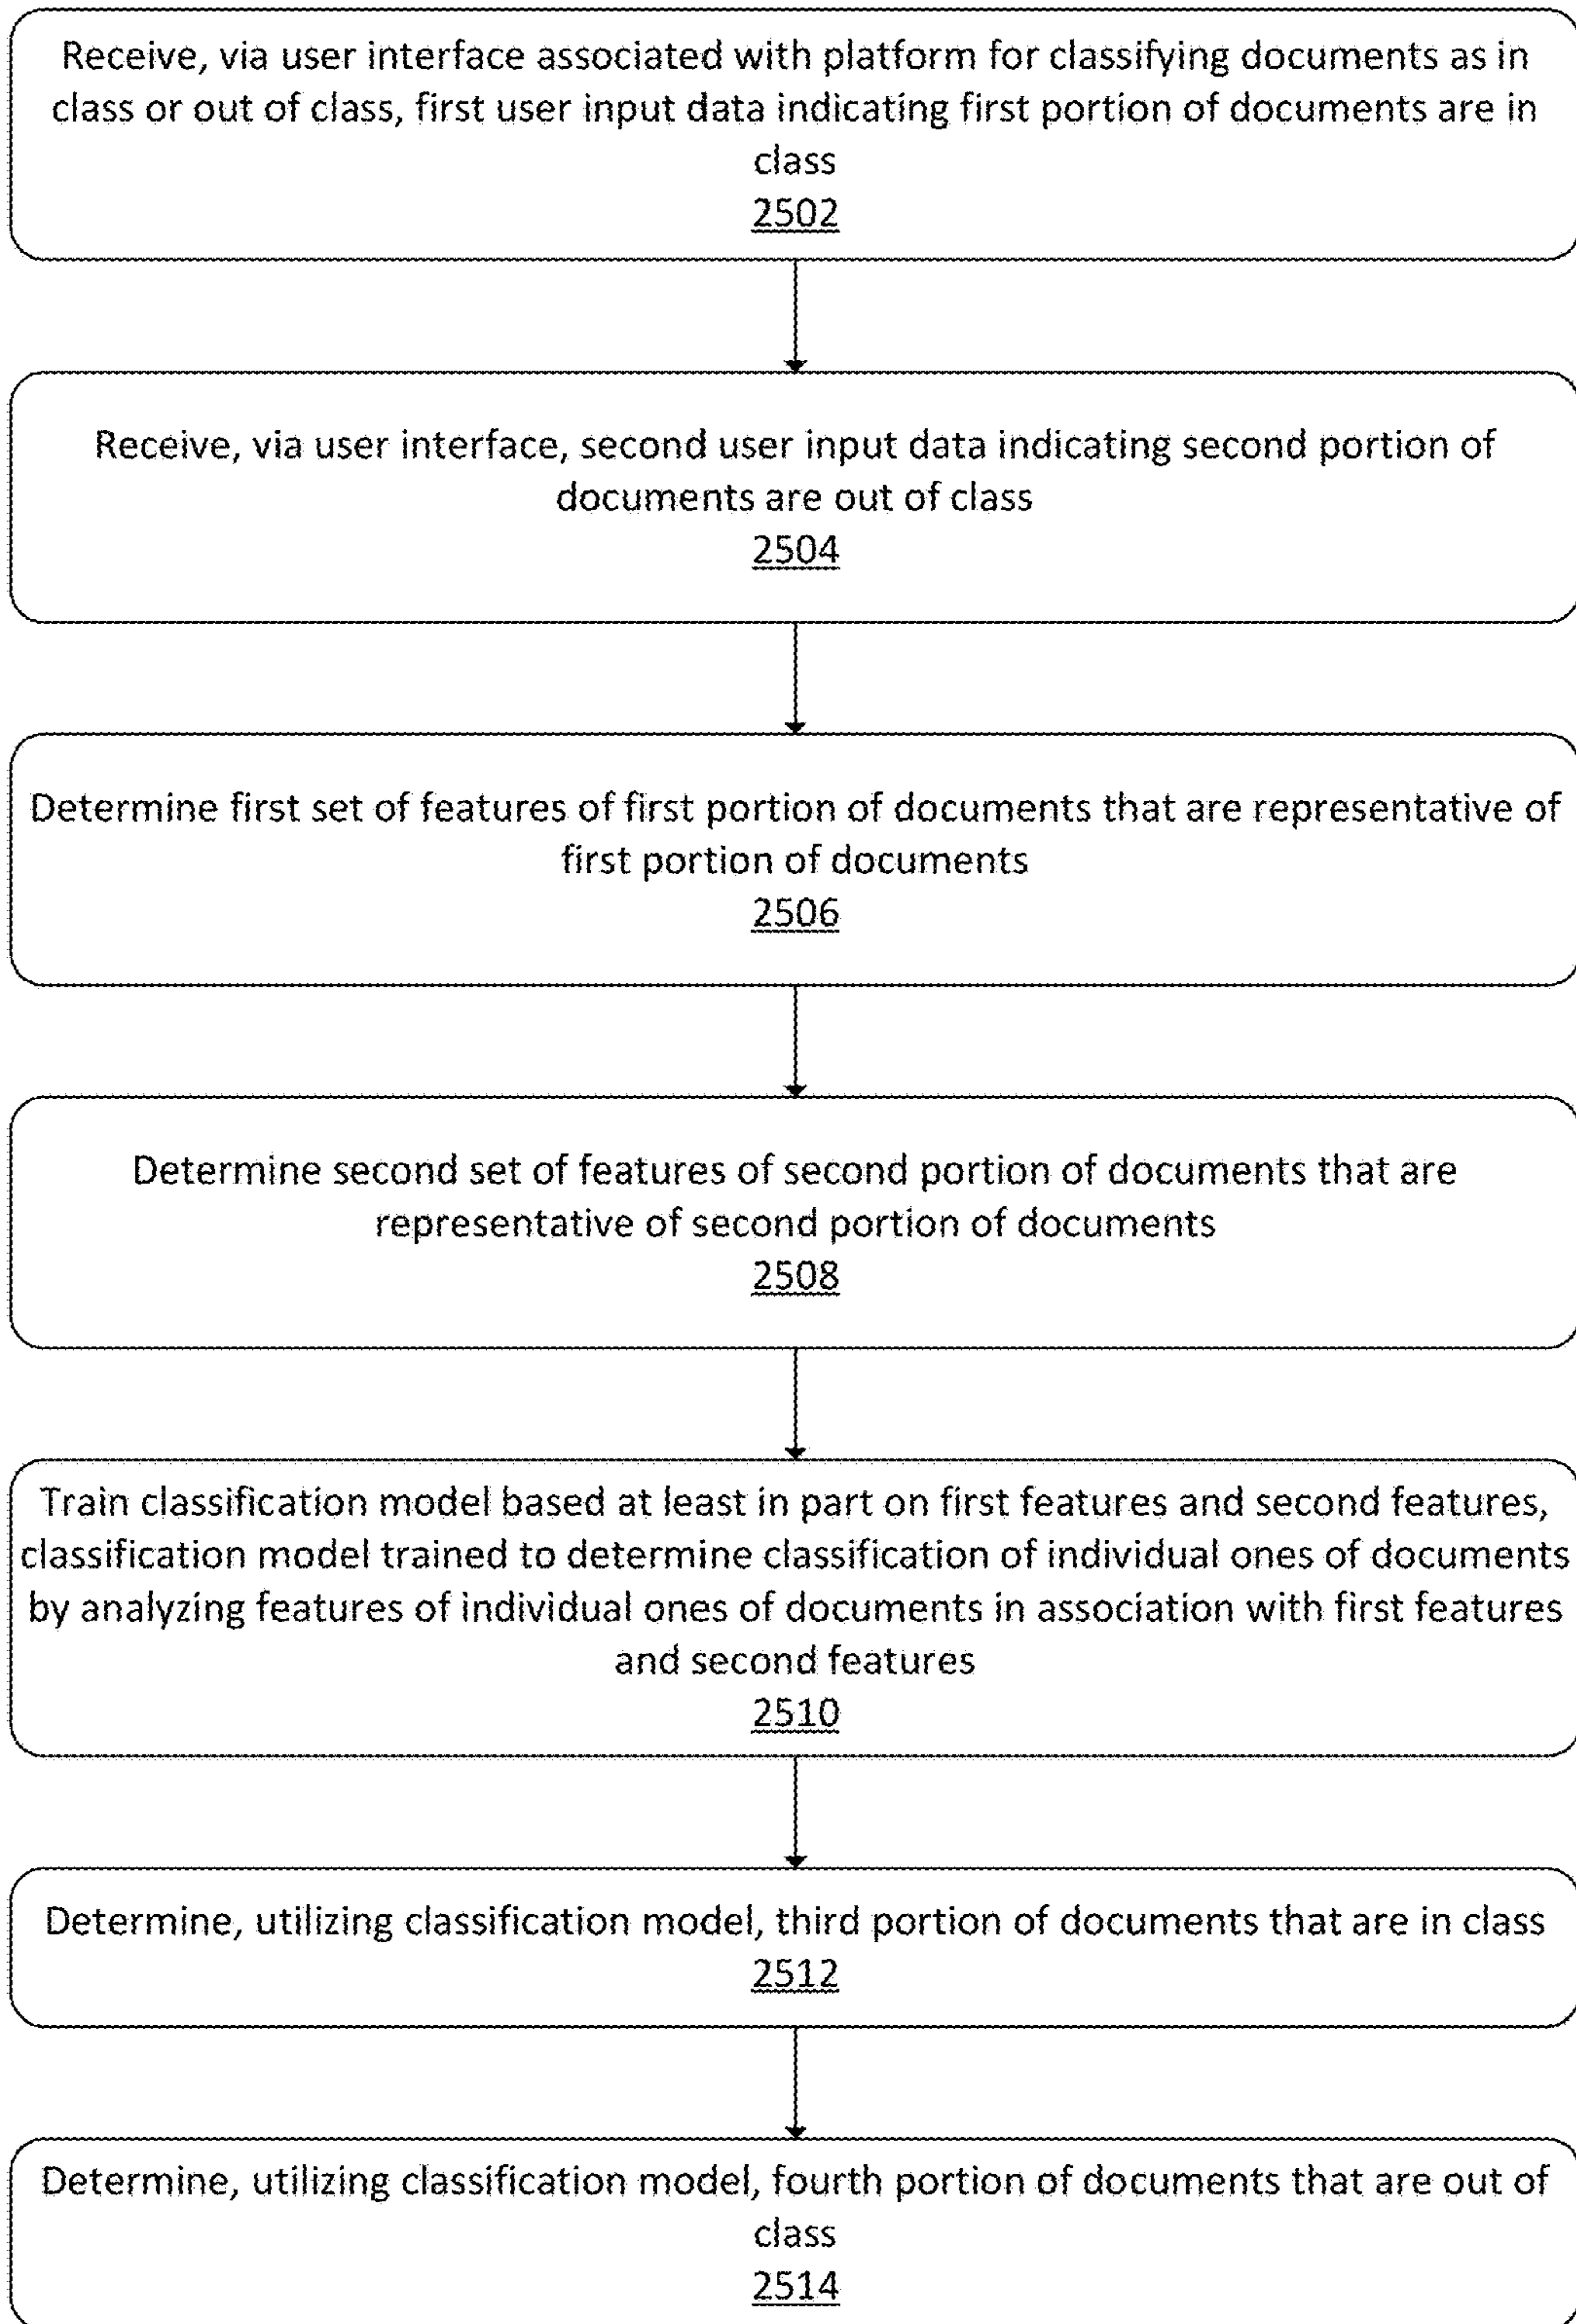 Receive, via user interface associated with platform for classifying documents as in
class or out of class, first user input data indicating first portion of documents are in
class
2502
Receive, via user interface, second user input data indicating second portion of
documents are out of class
2504
Determine first set of features of first portion of documents that are representative of
first portion of documents
2506
Determine second set of features of second portion of documents that are
representative of second portion of documents
2508
Train classification model based at least in part on first features and second features,
classification model trained to determine classification of individual ones of documents
by analyzing features of individual ones of documents in association with first features
and second features
2510
Determine, utilizing classification model, third portion of documents that are in class
2512
Determine, utilizing classification model, fourth portion of documents that are out of
class
2514